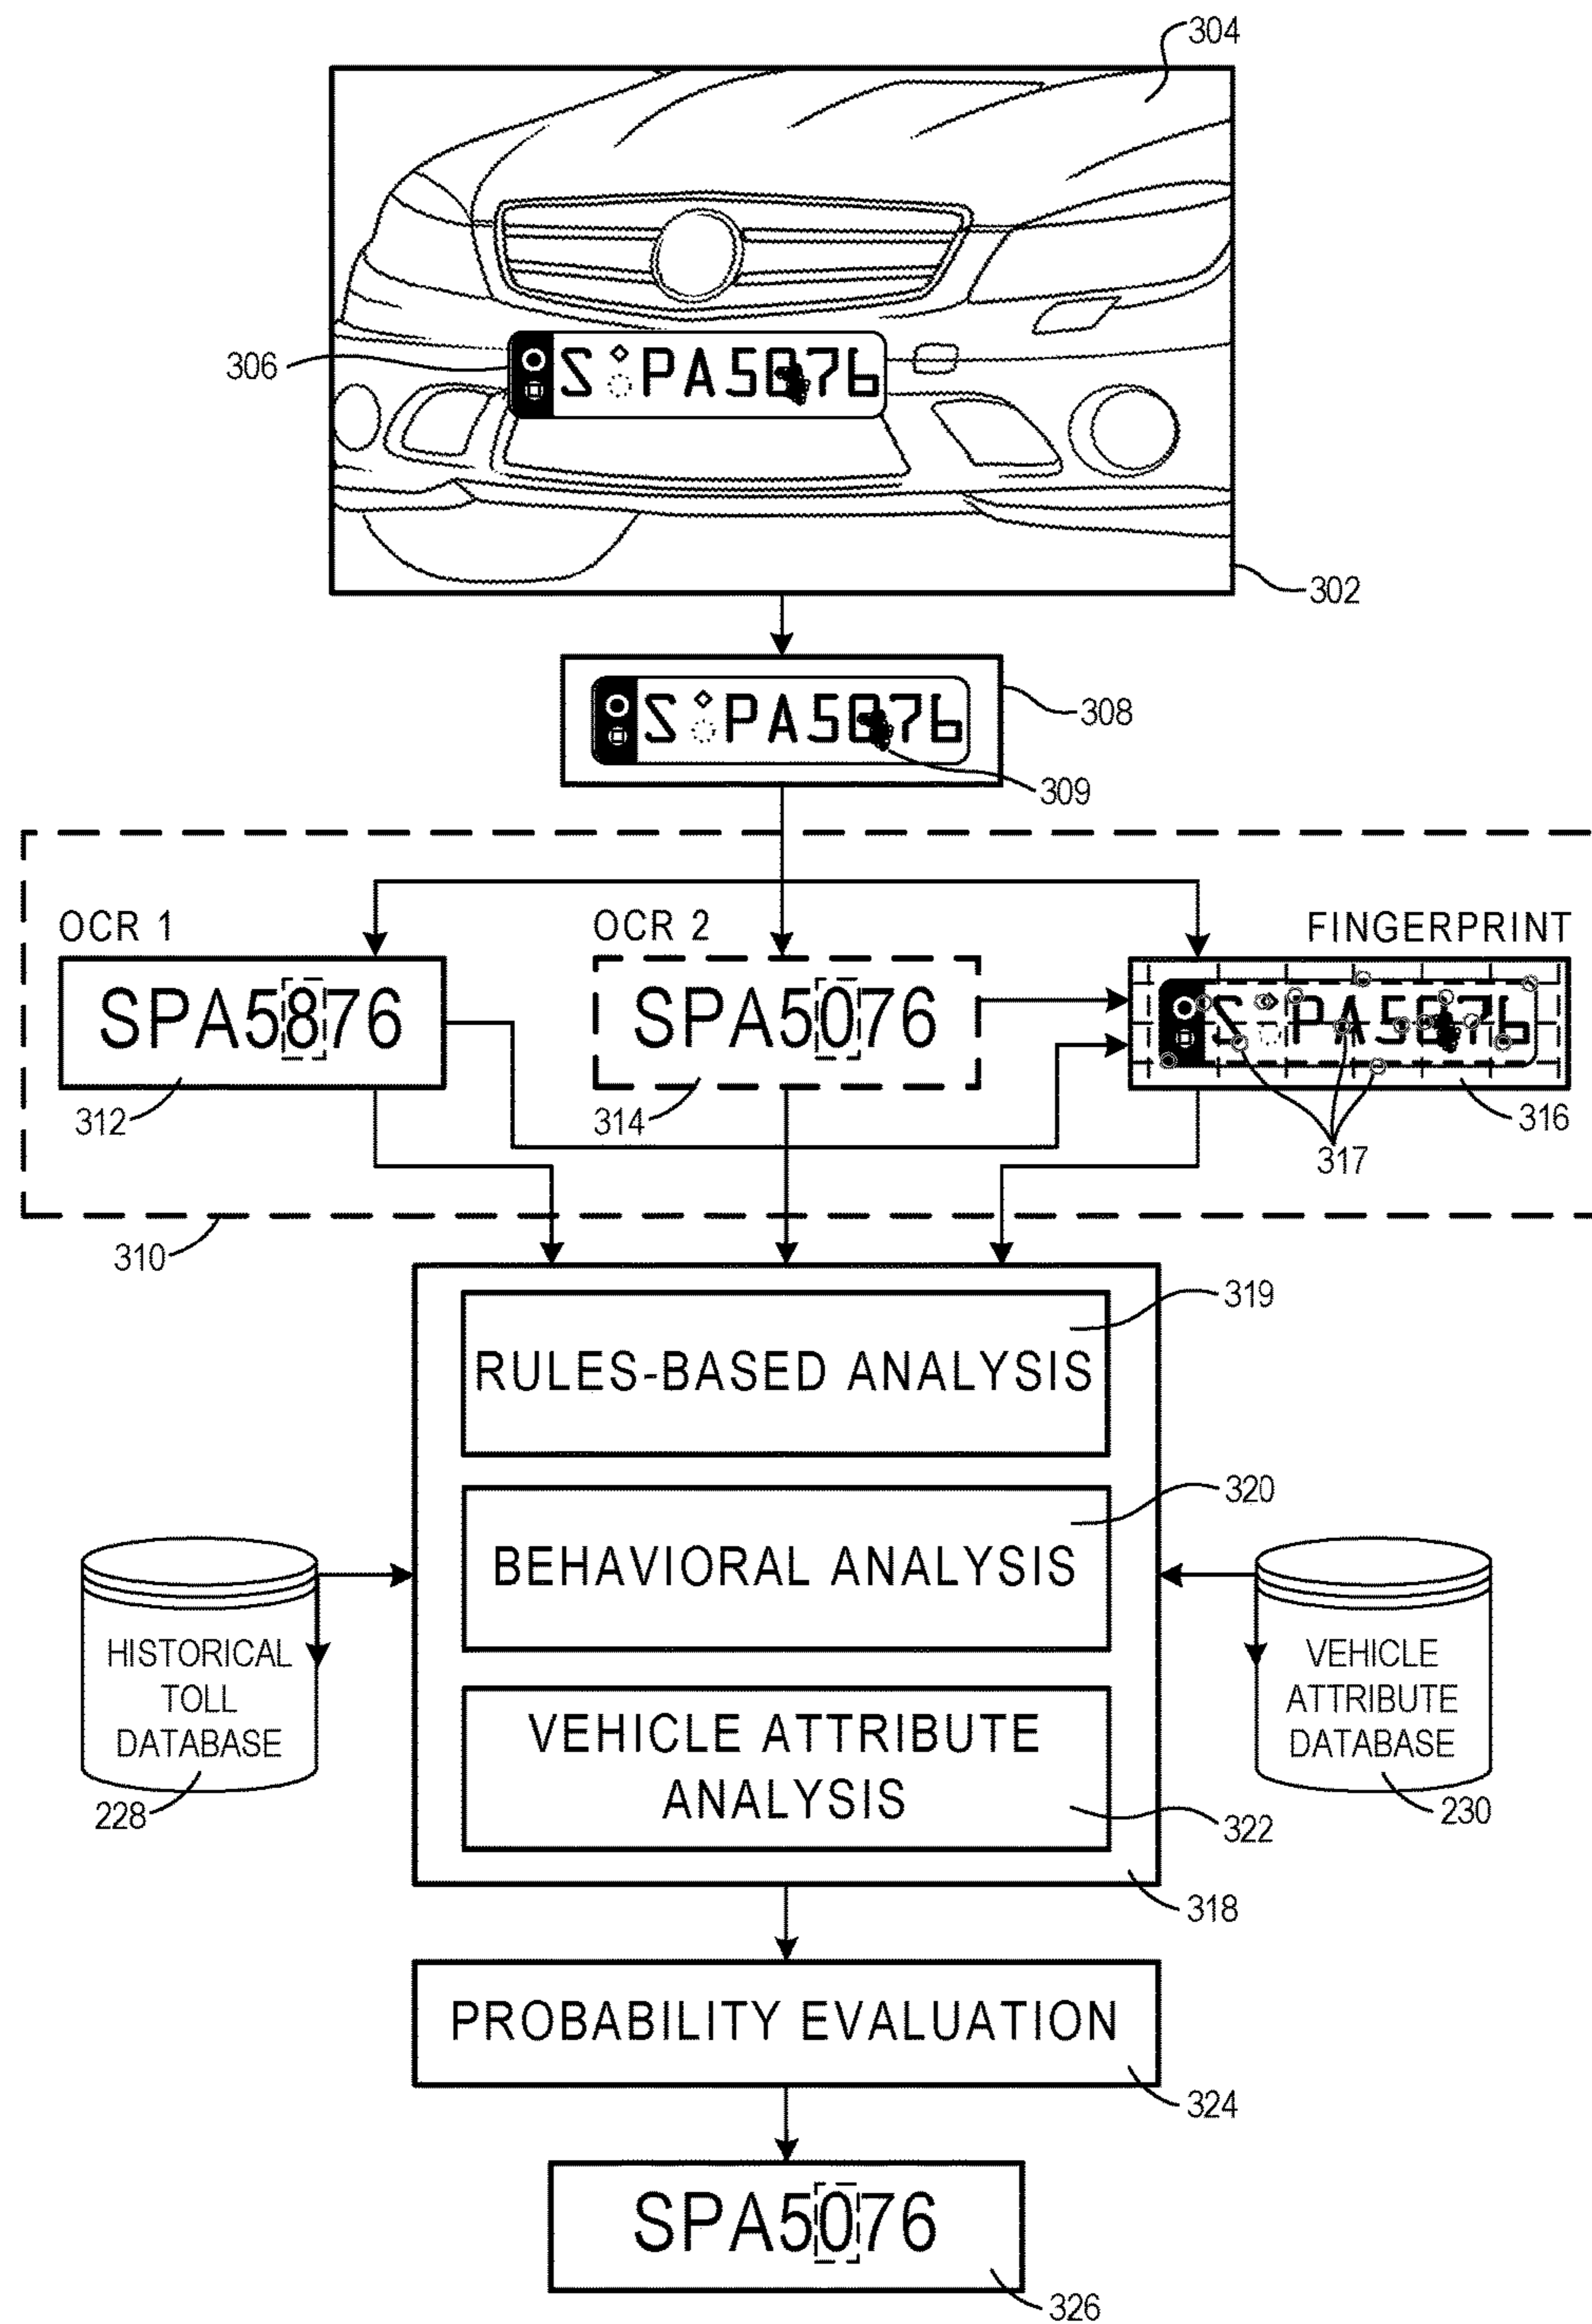 304
306
S PA5076
302
S PA5076
308
309
OCR 1
OCR 2
FINGERPRINT
SPA5876
SPA5076
S PA5076
312
314
316
317
310
319
RULES-BASED ANALYSIS
320
BEHAVIORAL ANALYSIS
HISTORICAL
TOLL
DATABASE
228
VEHICLE ATTRIBUTE
ANALYSIS
322
VEHICLE
ATTRIBUTE
DATABASE
230
318
PROBABILITY EVALUATION
324
SPA5076
326